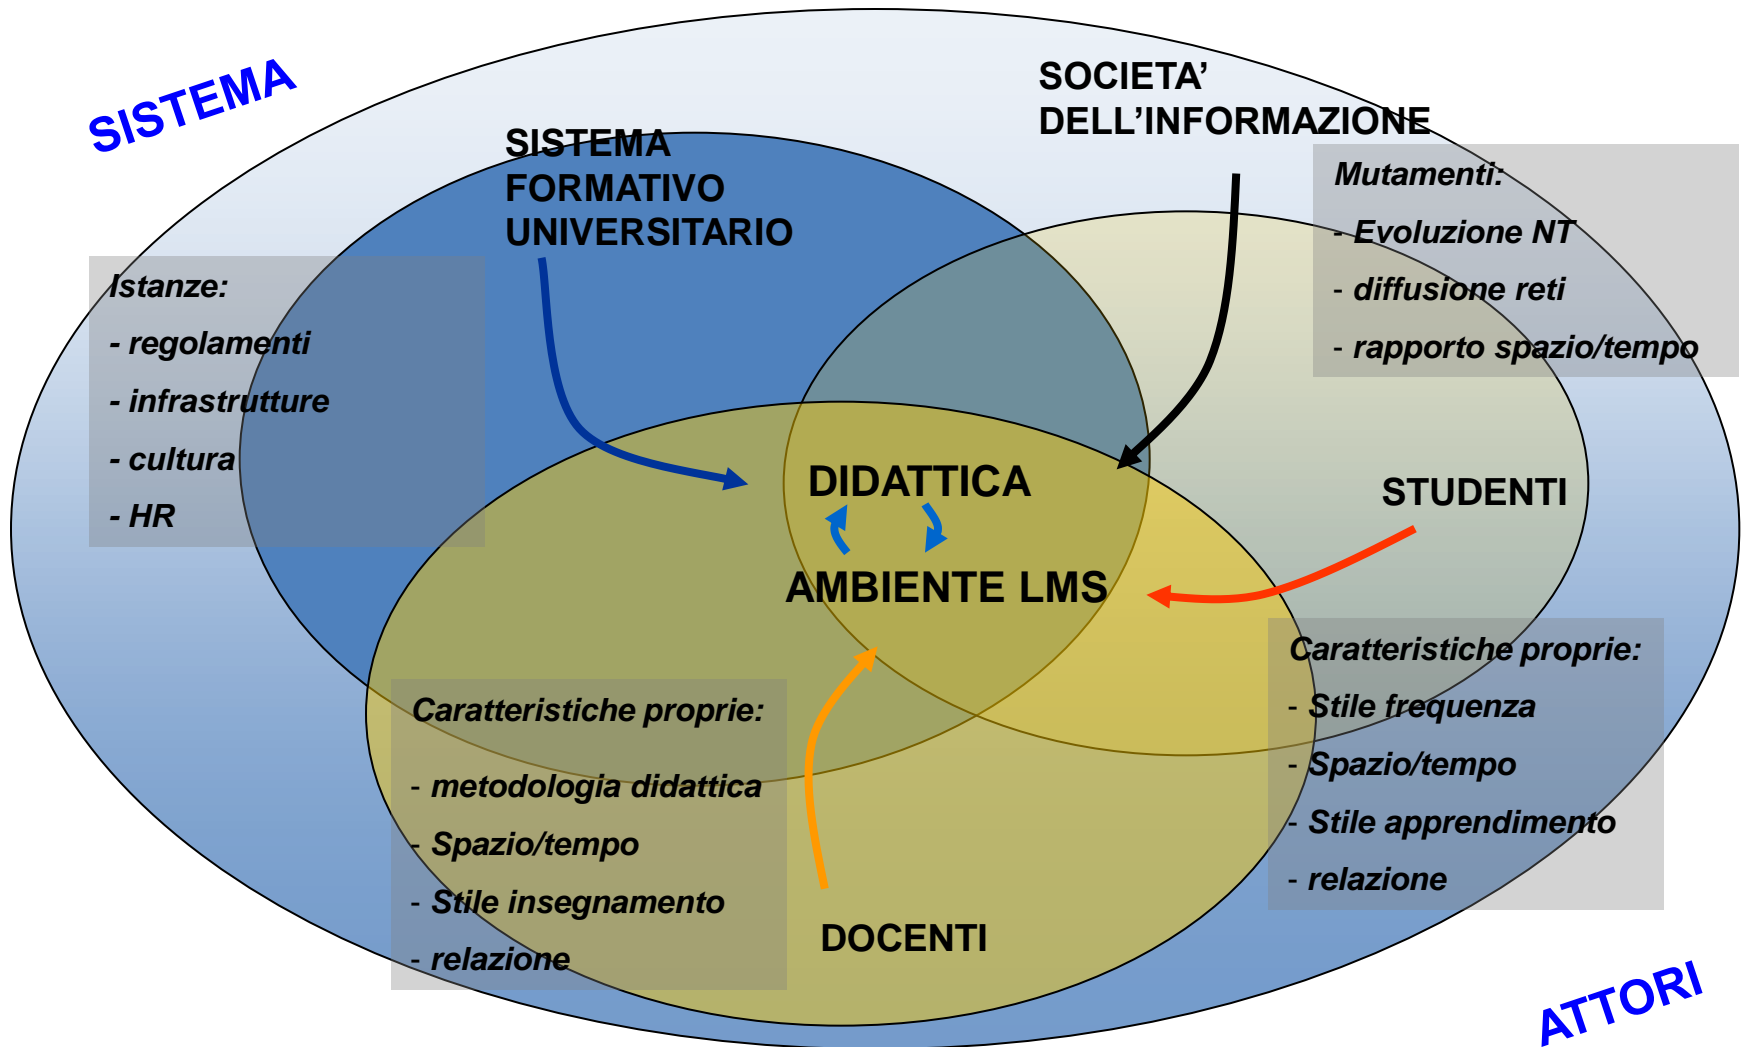 SISTEMA
SOCIETA’
DELL’INFORMAZIONE
SISTEMA
FORMATIVO
UNIVERSITARIO
Mutamenti:
- Evoluzione NT
- diffusione reti
- rapporto spazio/tempo
Istanze:
- regolamenti
- infrastrutture
- cultura
- HR
DIDATTICA
AMBIENTE LMS
STUDENTI
Caratteristiche proprie:
- Stile frequenza
- Spazio/tempo
- Stile apprendimento
- relazione
Caratteristiche proprie:
- metodologia didattica
- Spazio/tempo
- Stile insegnamento
- relazione
DOCENTI
ATTORI